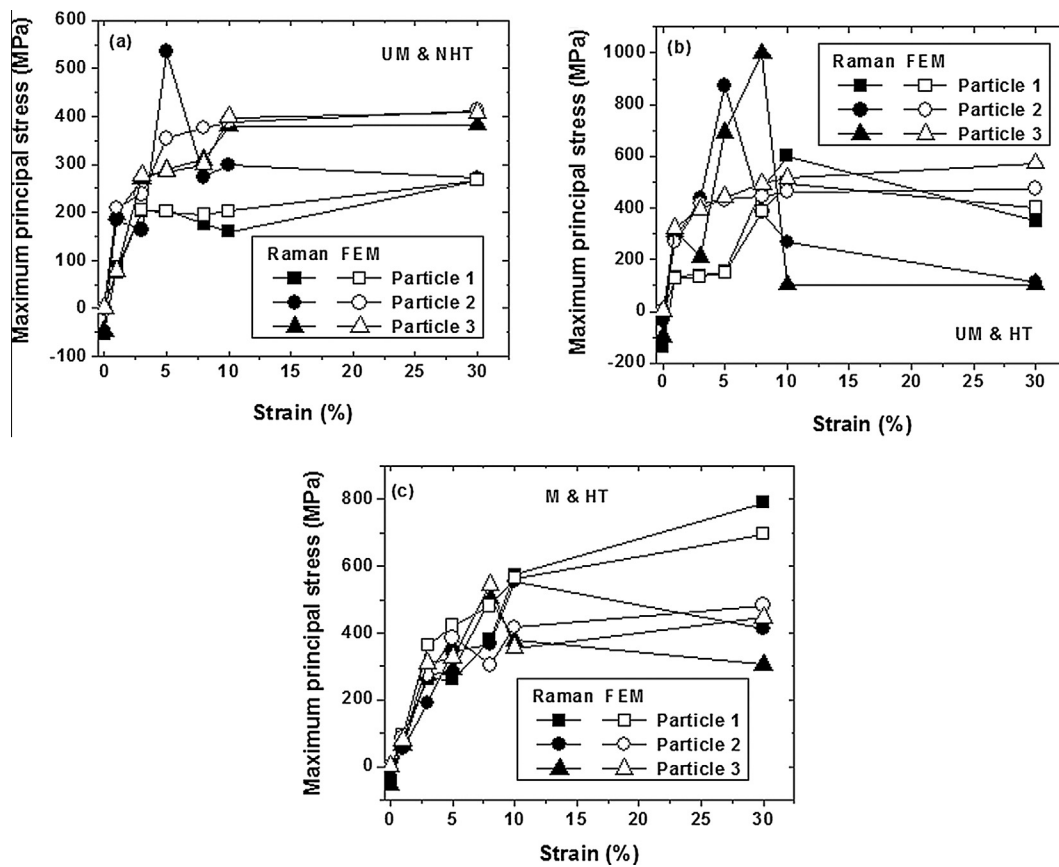 (a)
UM & NHT
Maximum principal stress (MPa)
600
500
400
300
200
100
0
-100
Raman FEM
Particle 1
Particle 2
Particle 3
0 5 10 15 20 25 30
Strain (%)
(b)
Maximum principal stress (MPa)
1000
800
600
400
200
0
-200
Raman FEM
Particle 1
Particle 2
Particle 3
UM & HT
0 5 10 15 20 25 30
Strain (%)
(c)
M & HT
Maximum principal stress (MPa)
800
600
400
200
0
Raman FEM
Particle 1
Particle 2
Particle 3
0 5 10 15 20 25 30
Strain (%)